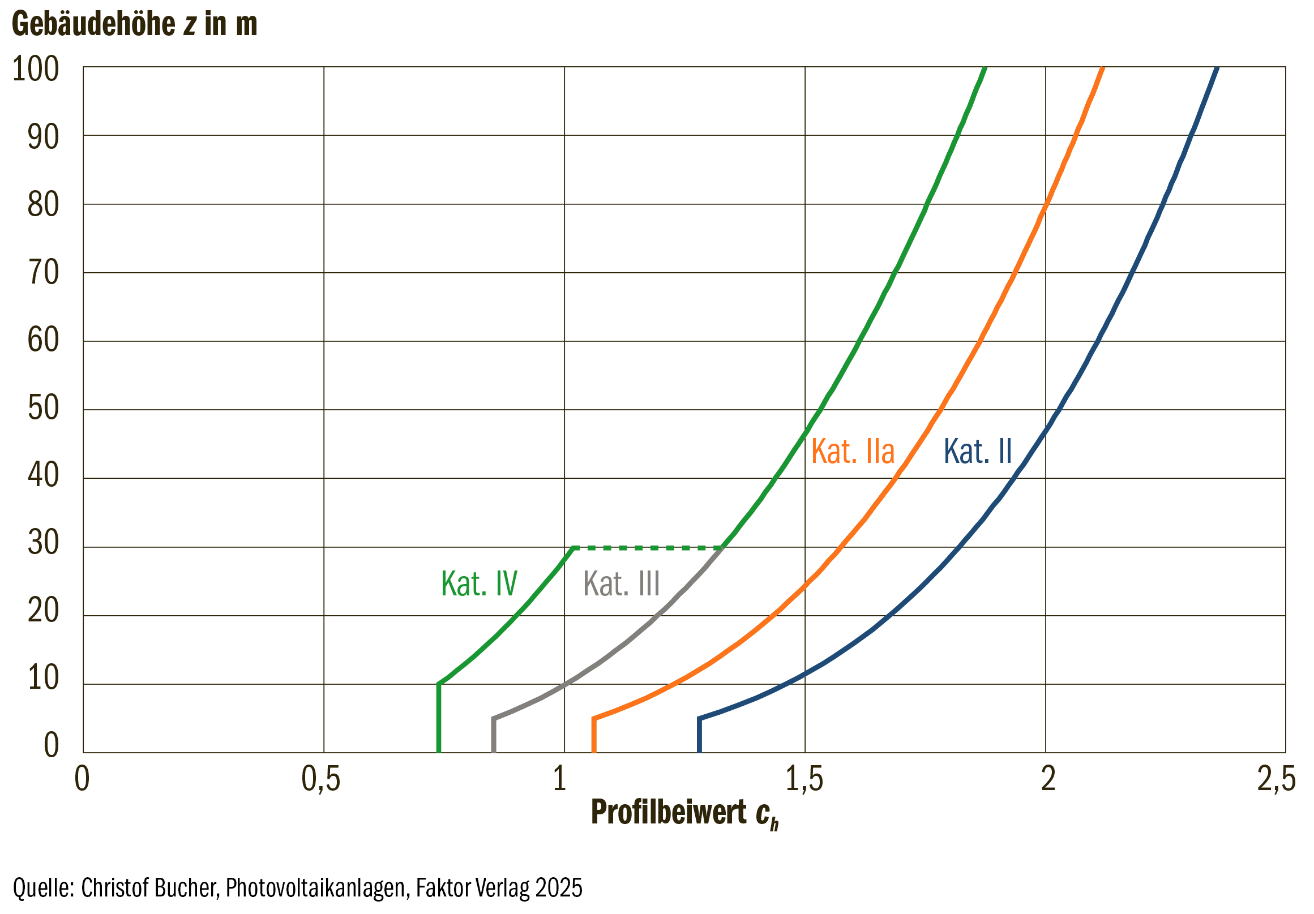 Gebäudehöhe z in m
100
90
80
70
60
50
40
30
20
10
0
Kat. IIa
Kat. II
Kat. IV
Kat. III
0
0,5
1
1,5
2
2,5
Profilbeiwert ch
Quelle: Christof Bucher, Photovoltaikanlagen, Faktor Verlag 2025